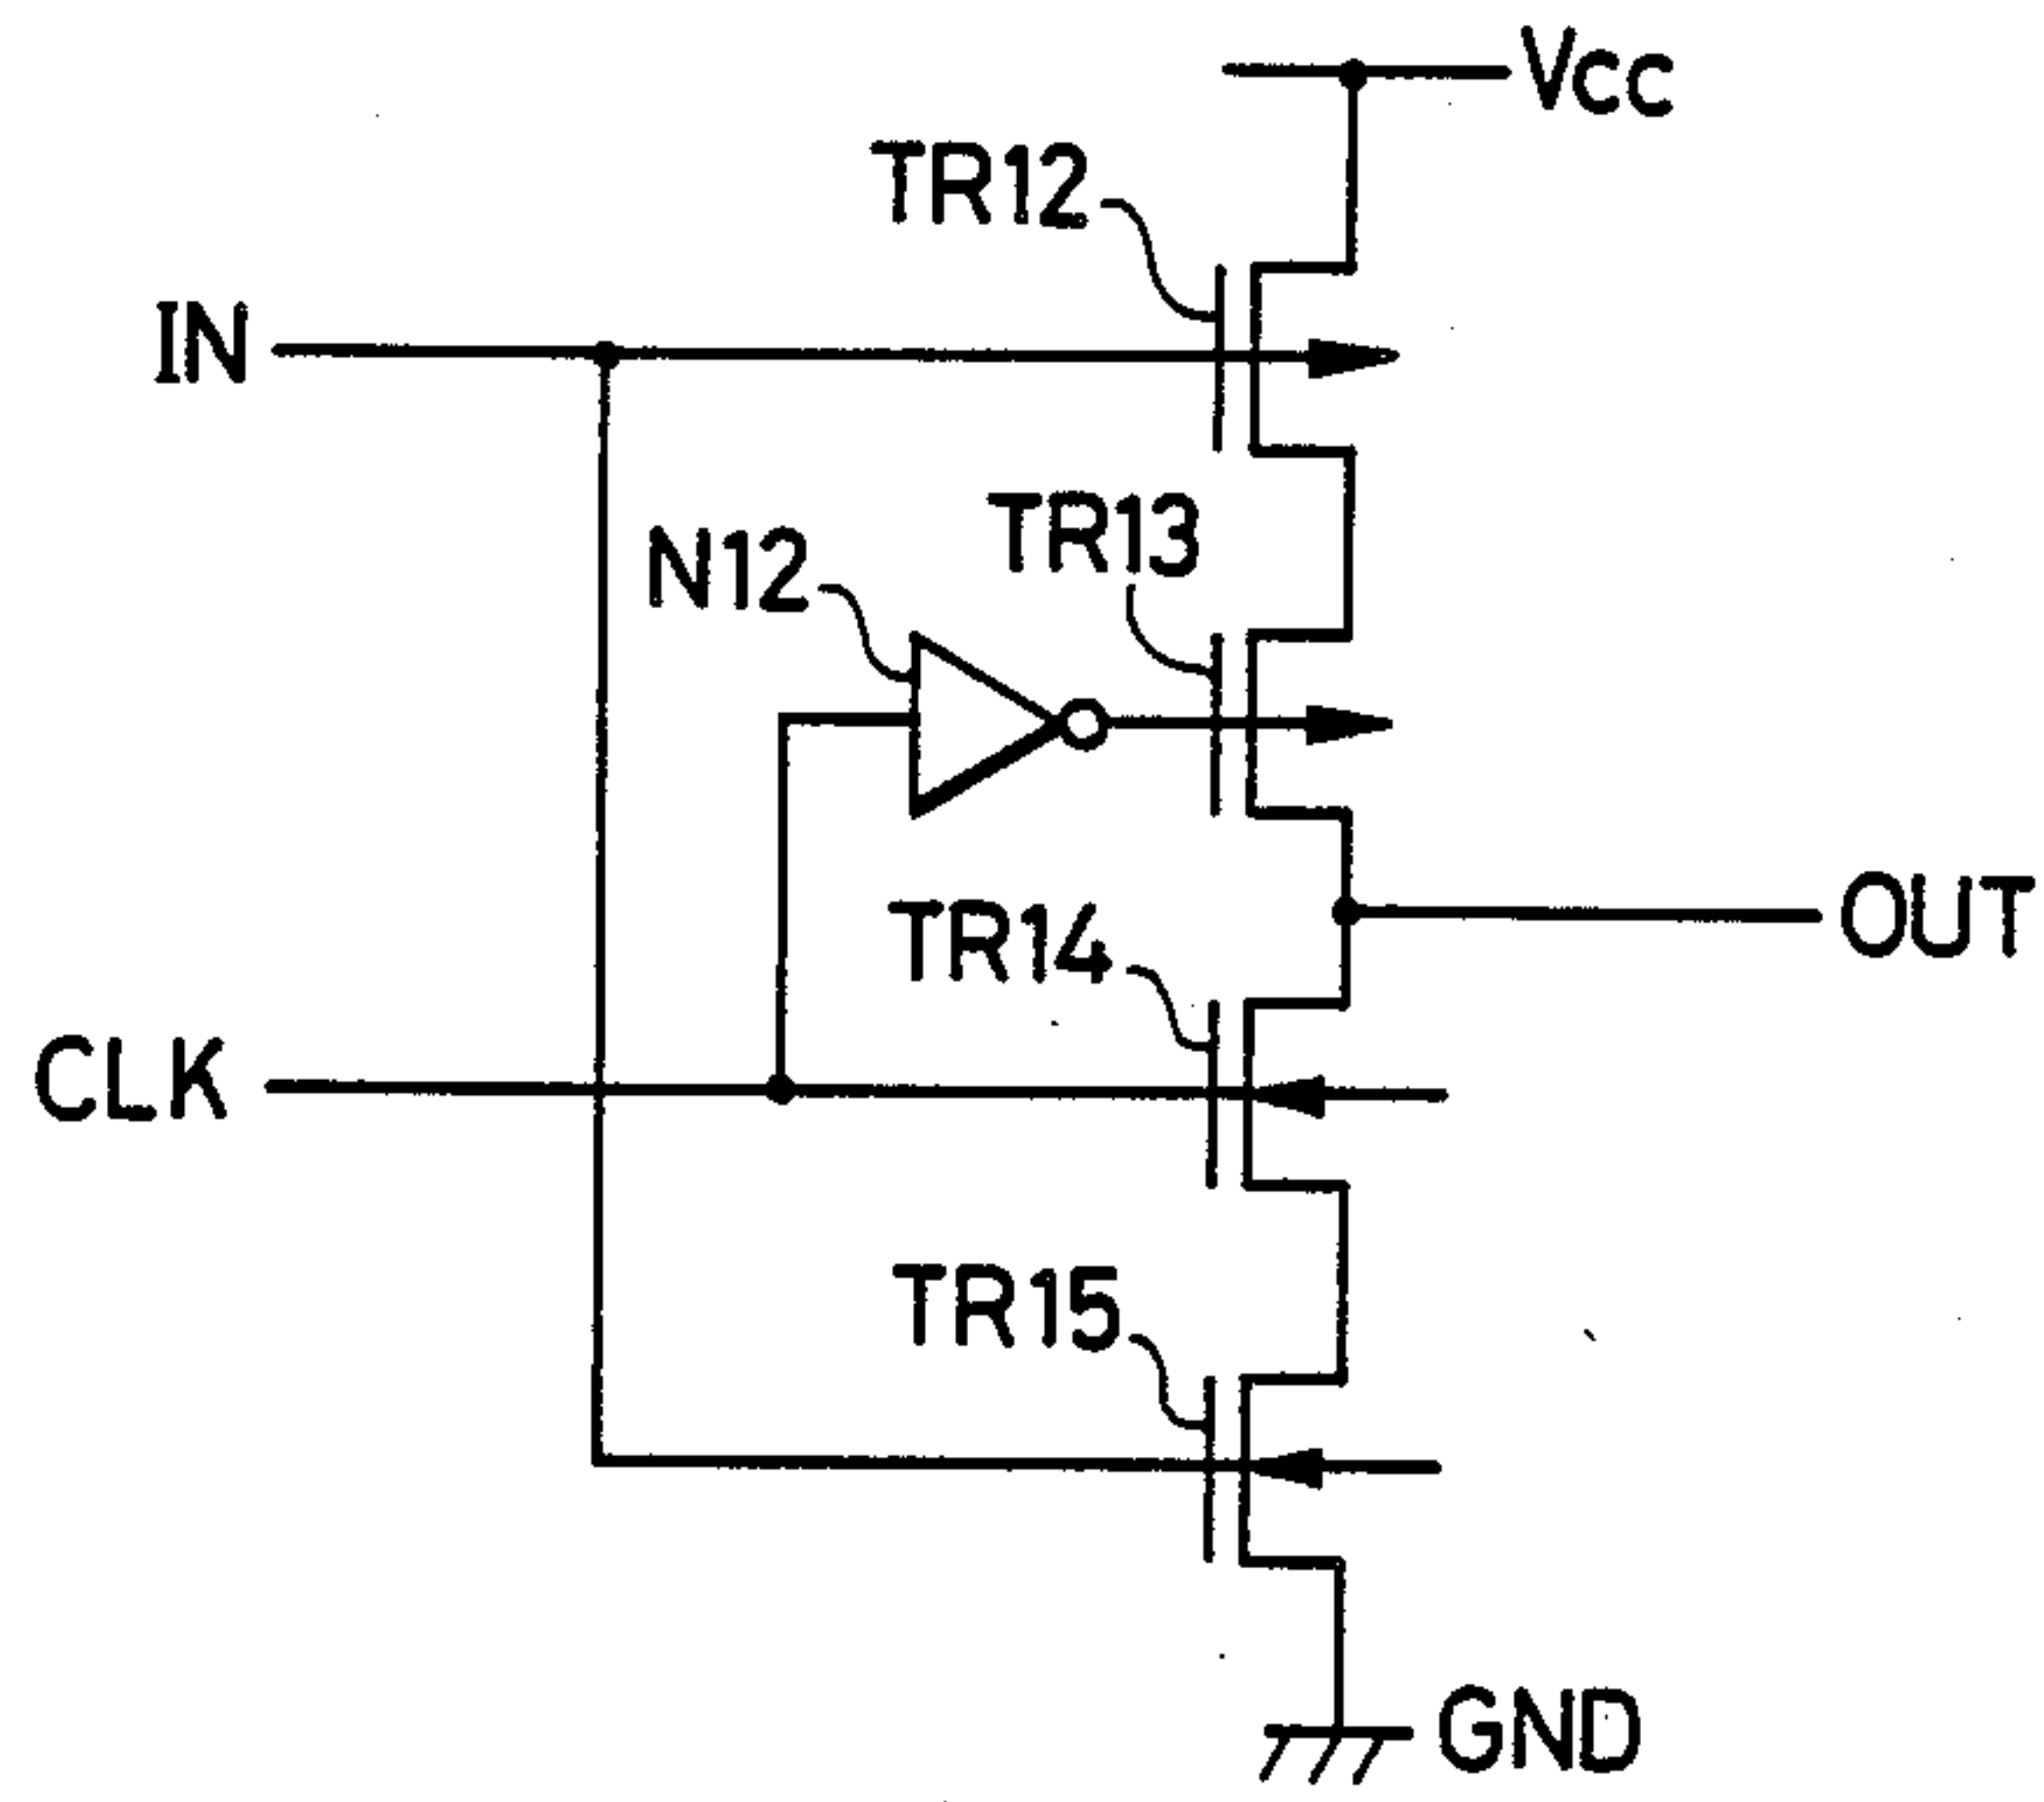 Vcc
TR12
IN
TR13
N12
OUT
TR14
CLK
TR15
GND